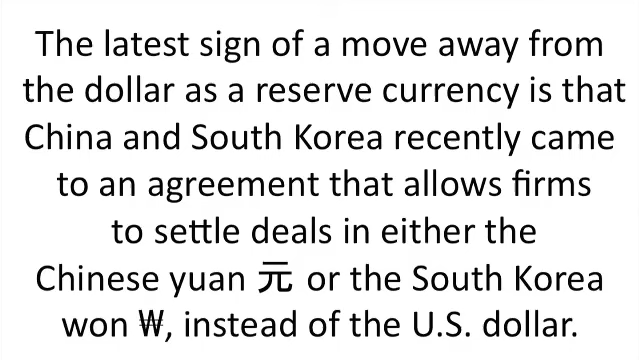 The latest sign of a move away from
the dollar as a reserve currency is that
China and South Korea recently came
to an agreement that allows firms
to settle deals in either the
Chinese yuan 元 or the South Korea
won ₩, instead of the U.S. dollar.